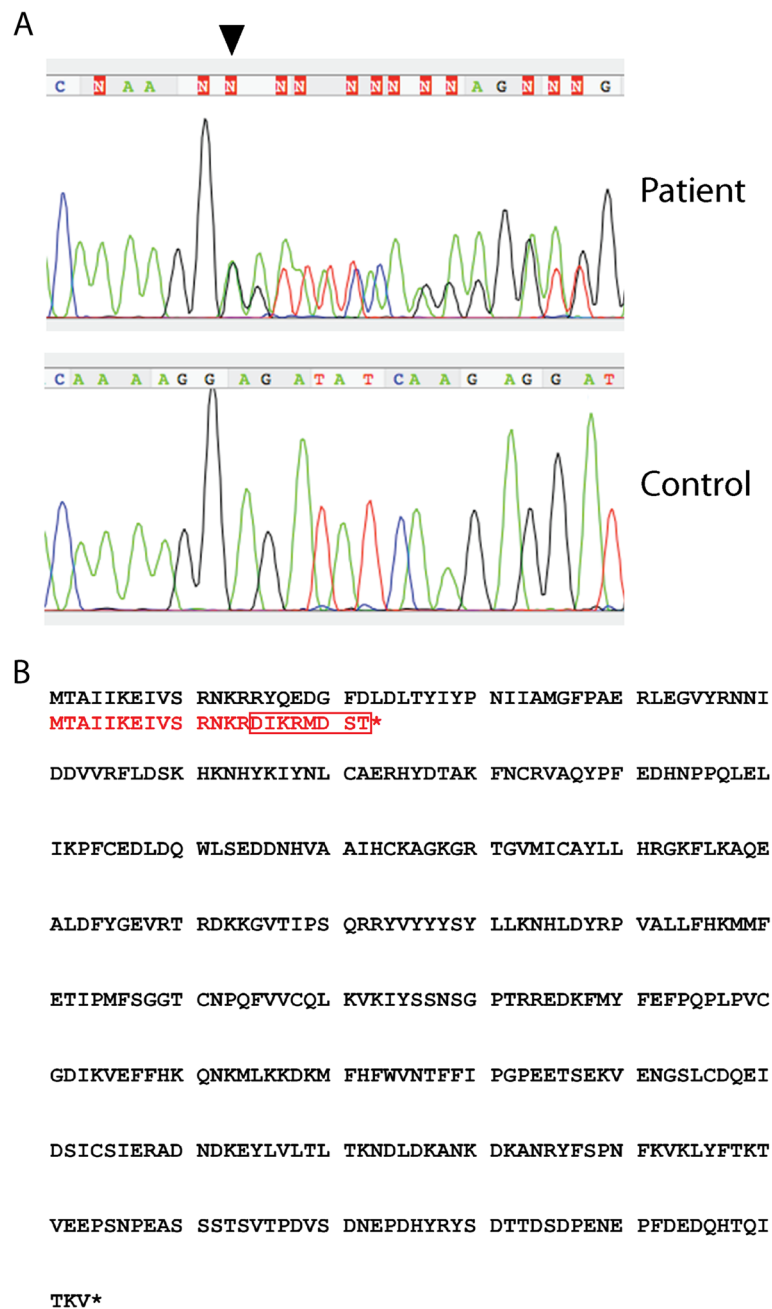 A
C N A A N N N N N N N N N A G N N N G
Patient
C A A A A G G A G A T A T C A A G A G G A T
Control
B
MTAIIKEIVS RNKRRYQEDG FDLDLTYIYP NIIAMGFPAE RLEGVYRNNI
MTAIIKEIVS RNKRDIKRMD ST*
DDVVRFLDSK HKNHYKIYNL CAERHYDTAK FNCRVAQYPF EDHNPPQLEL
IKPFCEDLDQ WLSEDDNHVA AIHCKAGKGR TGVMICAYLL HRGKFLKAQE
ALDFYGEVRT RDKKGVTIPS QRRYVYYYSY LLKNHLDYRP VALLFHKMMF
ETIPMFSGGT CNPQFVVCQL KVKIYSSNSG PTRREDKFMY FEFPQPLPVC
GDIKVEFFHK QNKMLKKDKM FHFWVNTFFI PGPEETSEKV ENGSLCDQEI
DSICSIERAD NDKEYLVLTL TKNDLDKANK DKANRYFSPN FKVKLYFTKT
VEEPSNPEAS SSTSVTPDVS DNEPDHYRYS DTTDSDPENE PFDEDQHTQI
TKV*